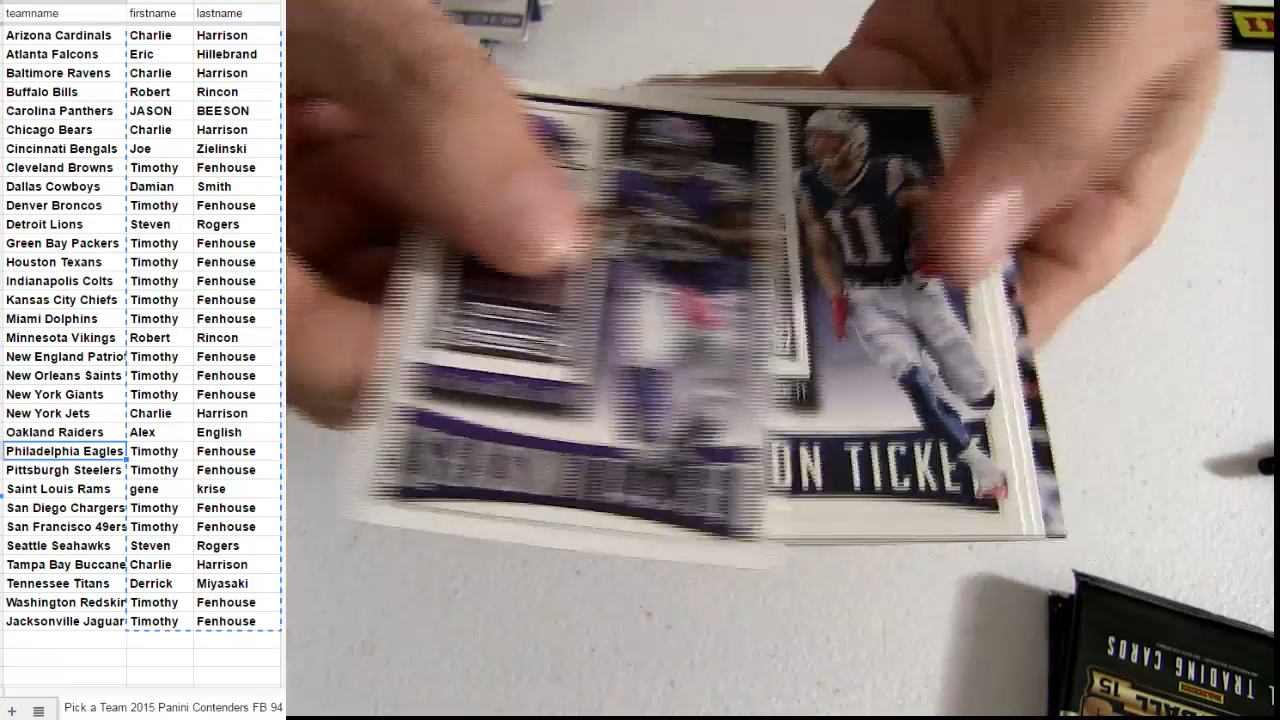 teamname firstname lastname
Arizona Cardinals Charlie Harrison
Atlanta Falcons Eric Hillebrand
Baltimore Ravens Charlie Harrison
Buffalo Bills Robert Rincon
Carolina Panthers JASON BEESON
Chicago Bears Charlie Harrison
Cincinnati Bengals Joe Zielinski
Cleveland Browns Timothy Fenhouse
Dallas Cowboys Damian Smith
Denver Broncos Timothy Fenhouse
Detroit Lions Steven Rogers
Green Bay Packers Timothy Fenhouse
Houston Texans Timothy Fenhouse
Indianapolis Colts Timothy Fenhouse
Kansas City Chiefs Timothy Fenhouse
Miami Dolphins Timothy Fenhouse
Minnesota Vikings Robert Rincon
New England Patrio Timothy Fenhouse
New Orleans Saints Timothy Fenhouse
New York Giants Timothy Fenhouse
New York Jets Charlie Harrison
Oakland Raiders Alex English
Philadelphia Eagles Timothy Fenhouse
Pittsburgh Steelers Timothy Fenhouse
Saint Louis Rams gene krise
San Diego Chargers Timothy Fenhouse
San Francisco 49ers Timothy Fenhouse
Seattle Seahawks Steven Rogers
Tampa Bay Buccane Charlie Harrison
Tennessee Titans Derrick Miyasaki
Washington Redskin Timothy Fenhouse
Jacksonville Jaguar Timothy Fenhouse
Pick a Team 2015 Panini Contenders FB 94
11
ON TICKE
L TRADING CARDS
PANINI
BALL 15